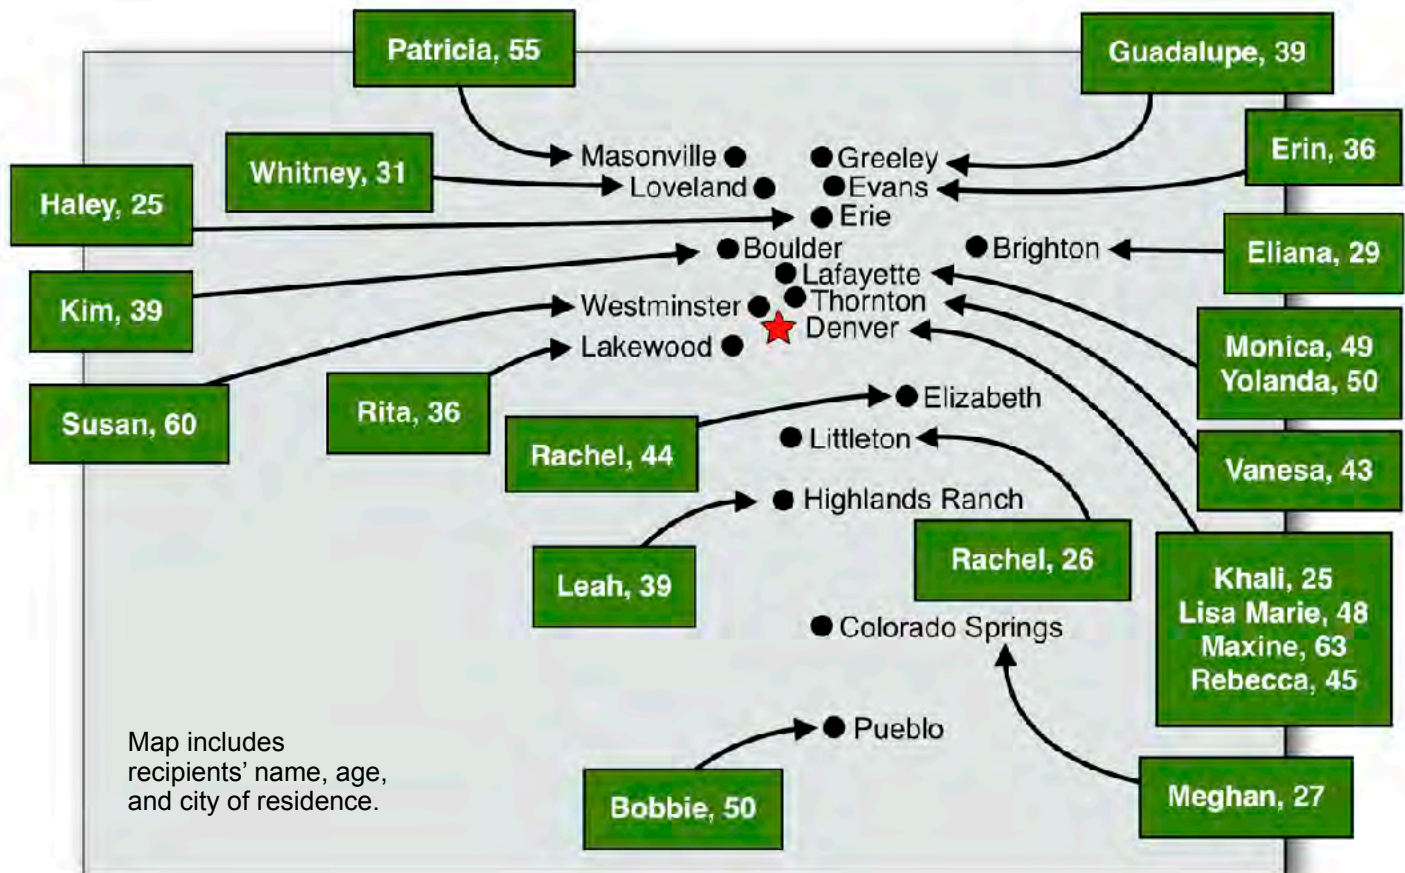 Patricia, 55
Guadalupe, 39
Erin, 36
Whitney, 31
Masonville
Greeley
Haley, 25
Loveland
Evans
Erie
Boulder
Brighton
Eliana, 29
Kim, 39
Lafayette
Westminster
Thornton
Denver
Lakewood
Monica, 49
Yolanda, 50
Susan, 60
Rita, 36
Elizabeth
Rachel, 44
Littleton
Vanesa, 43
Highlands Ranch
Rachel, 26
Leah, 39
Khali, 25
Lisa Marie, 48
Maxine, 63
Rebecca, 45
Colorado Springs
Pueblo
Map includes
recipients’ name, age,
and city of residence.
Bobbie, 50
Meghan, 27